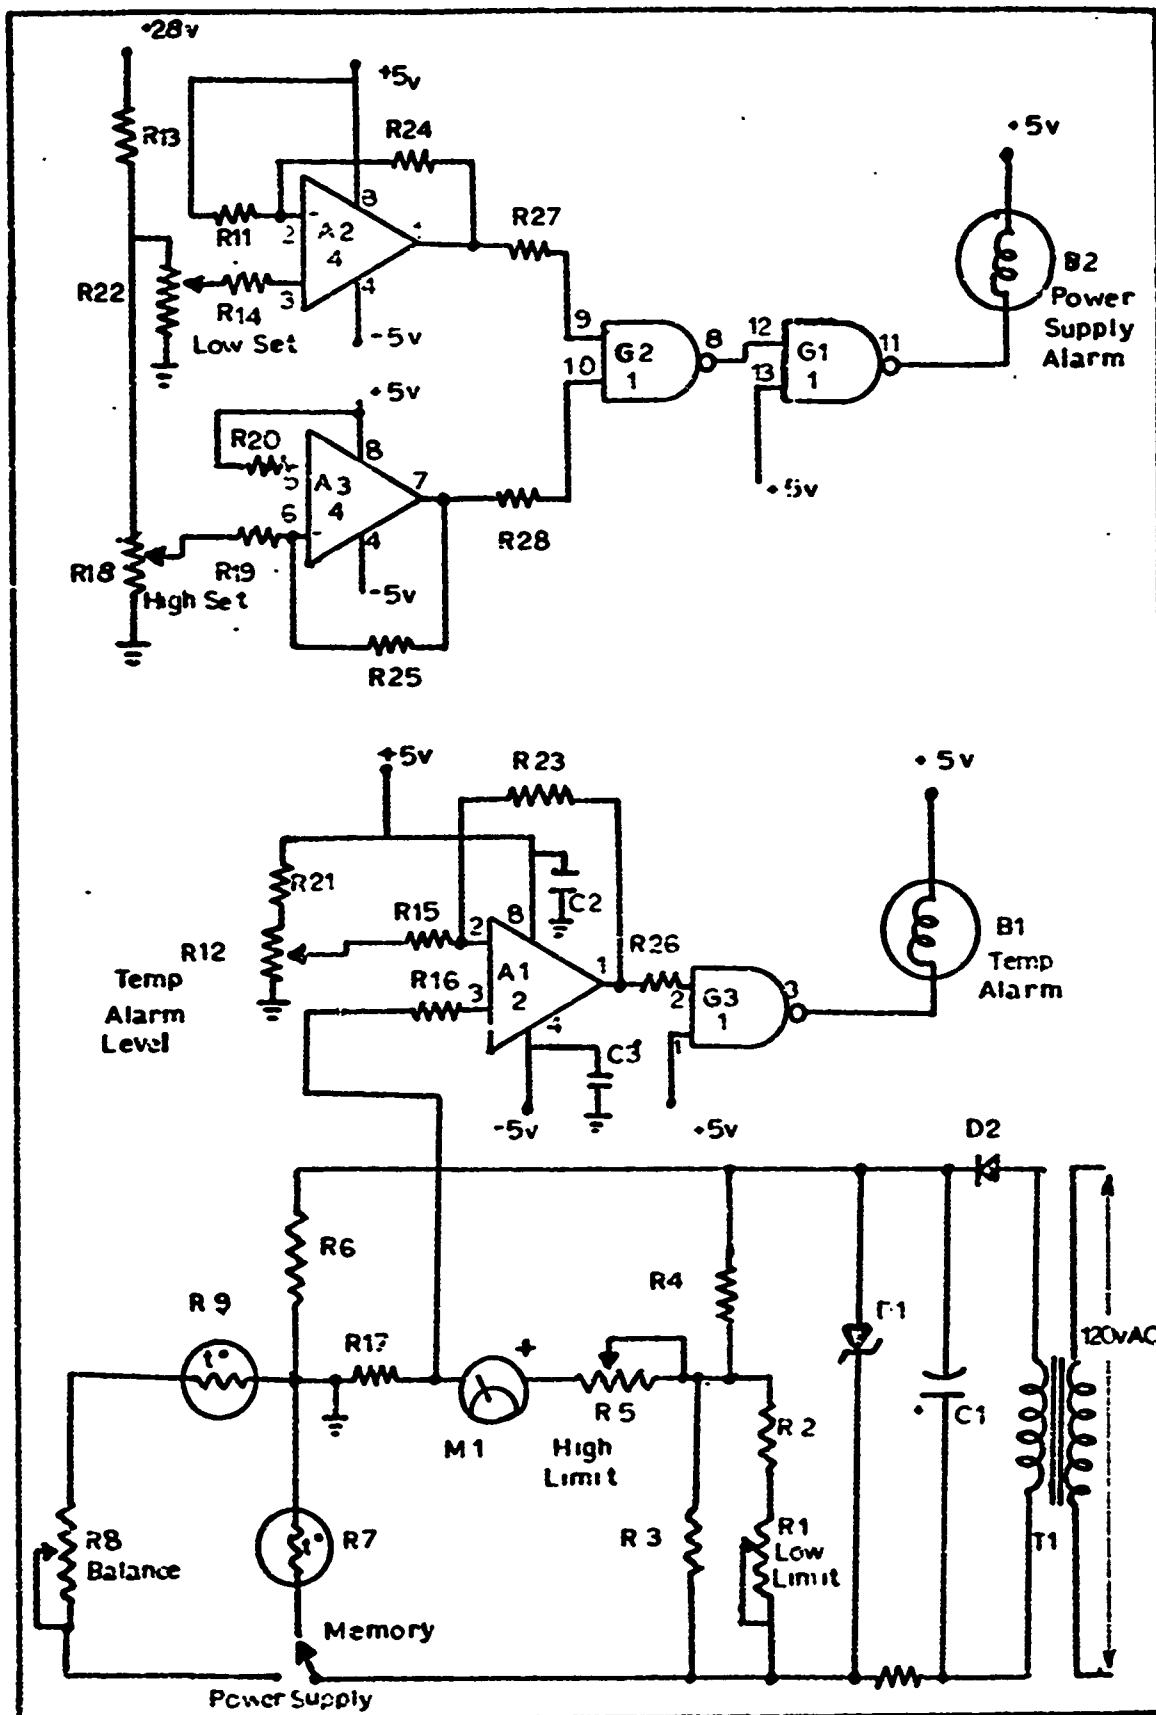 +28v
+5v
R13
R24
8
R27
+5v
R11
2
A2
4
1
R22
R14
3
4
Low Set
-5v
B2
Power
Supply
Alarm
9
G2
1
10
8
12
G1
1
13
11
+5v
+5v
R20
5
8
A3
4
7
6
4
R28
R18
R19
High Set
-5v
R25
+5v
R23
+5v
R21
C2
R15
2
8
R26
R12
R16
A1
2
1
3
4
Temp
Alarm
Level
2
G3
1
3
1
B1
Temp
Alarm
C3
-5v
+5v
D2
R6
R4
R9
t°
R17
+
D1
120vAC
M1
R5
High
Limit
R2
+
C1
R8
Balance
t°
R7
R3
R1
Low
Limit
T1
Memory
Power Supply